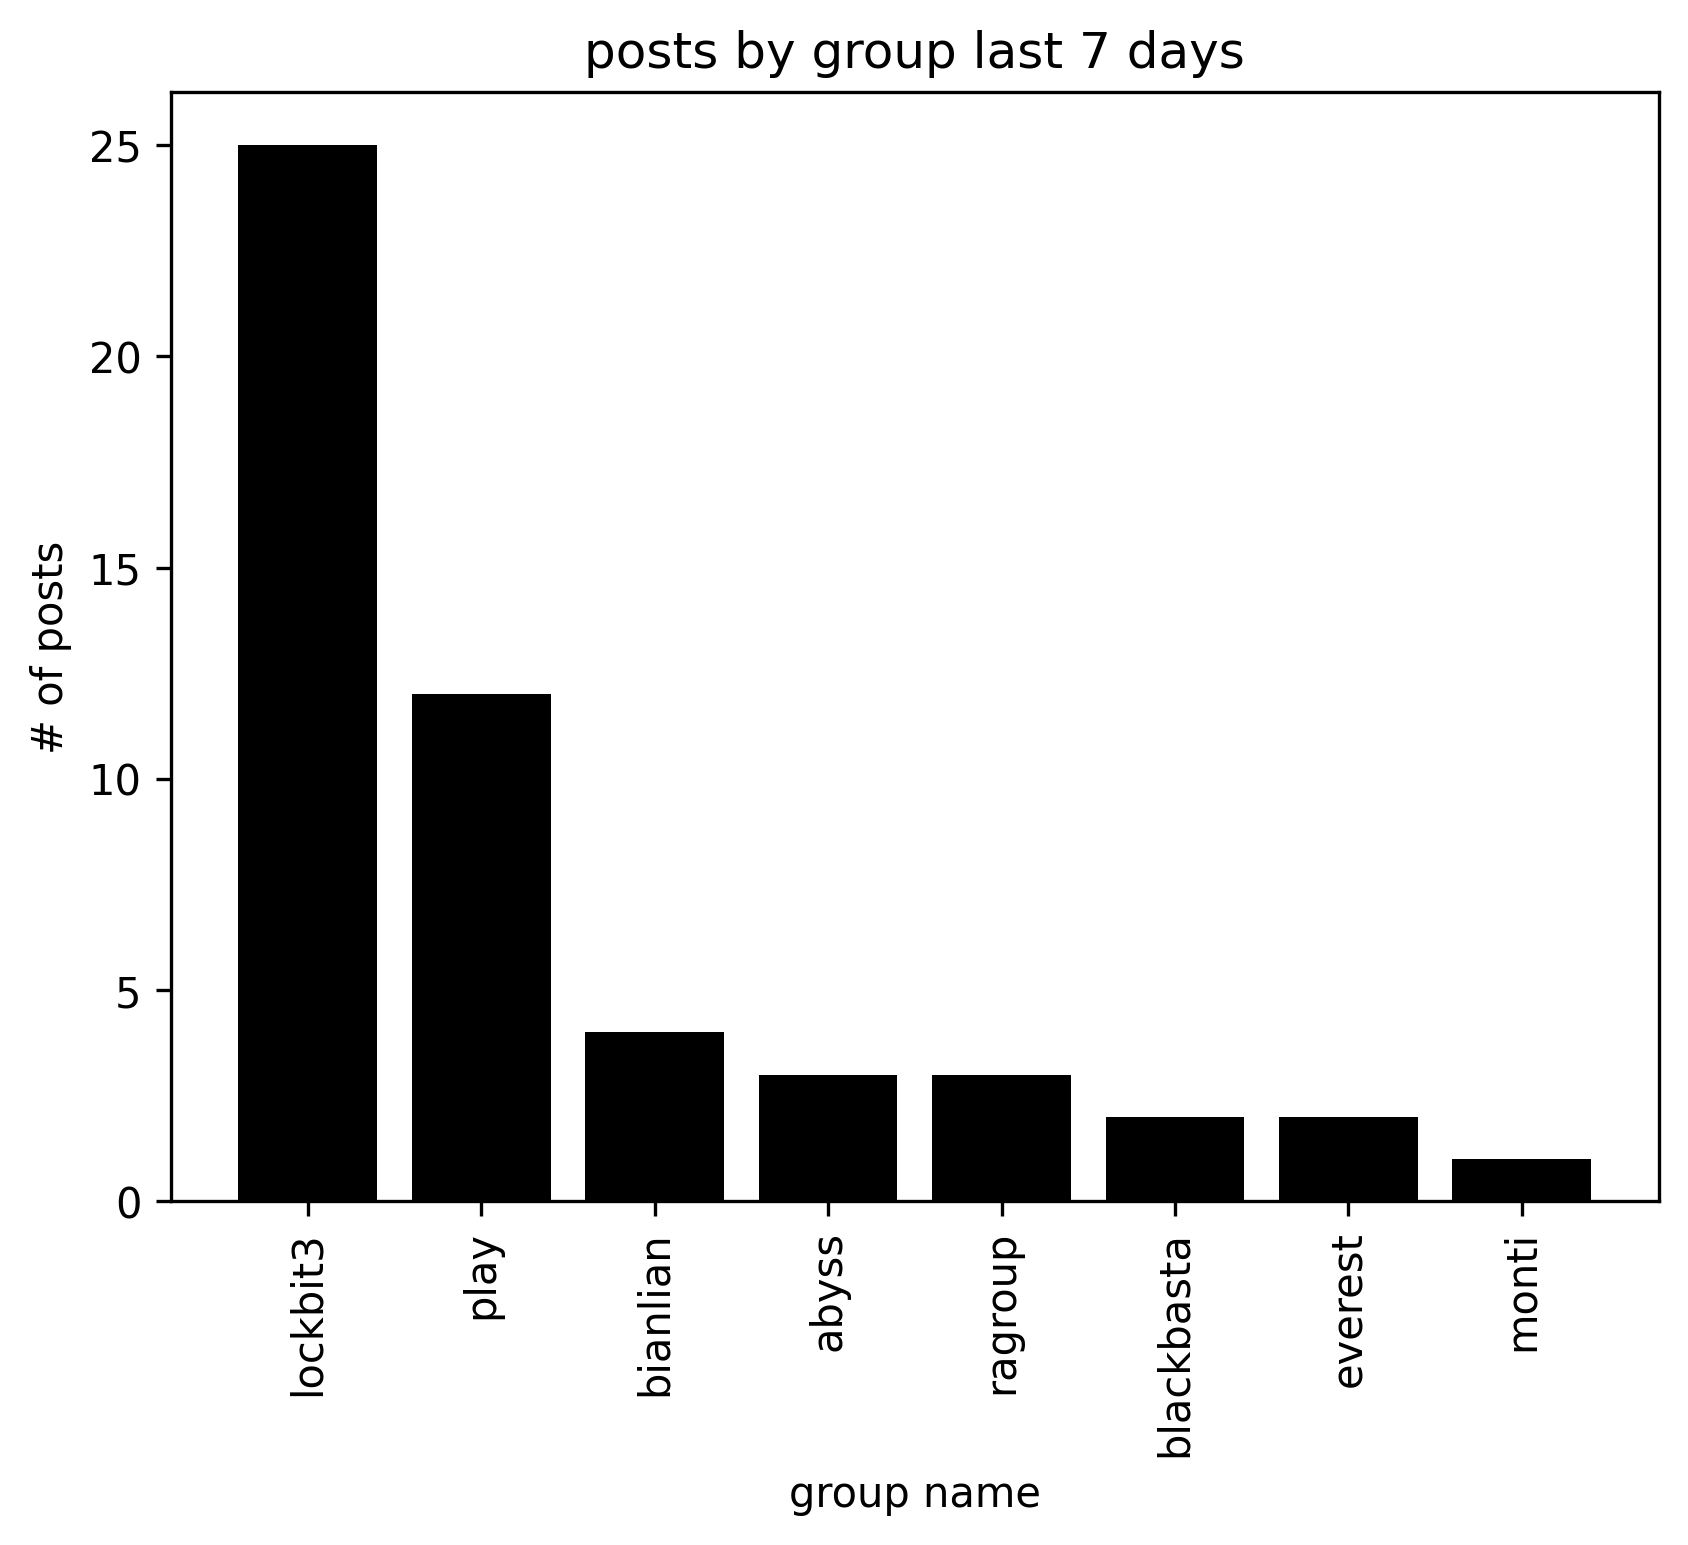 posts by group last 7 days
25
20
15
10
5
0
# of posts
lockbit3
play
bianlian
abyss
ragroup
blackbasta
everest
monti
group name